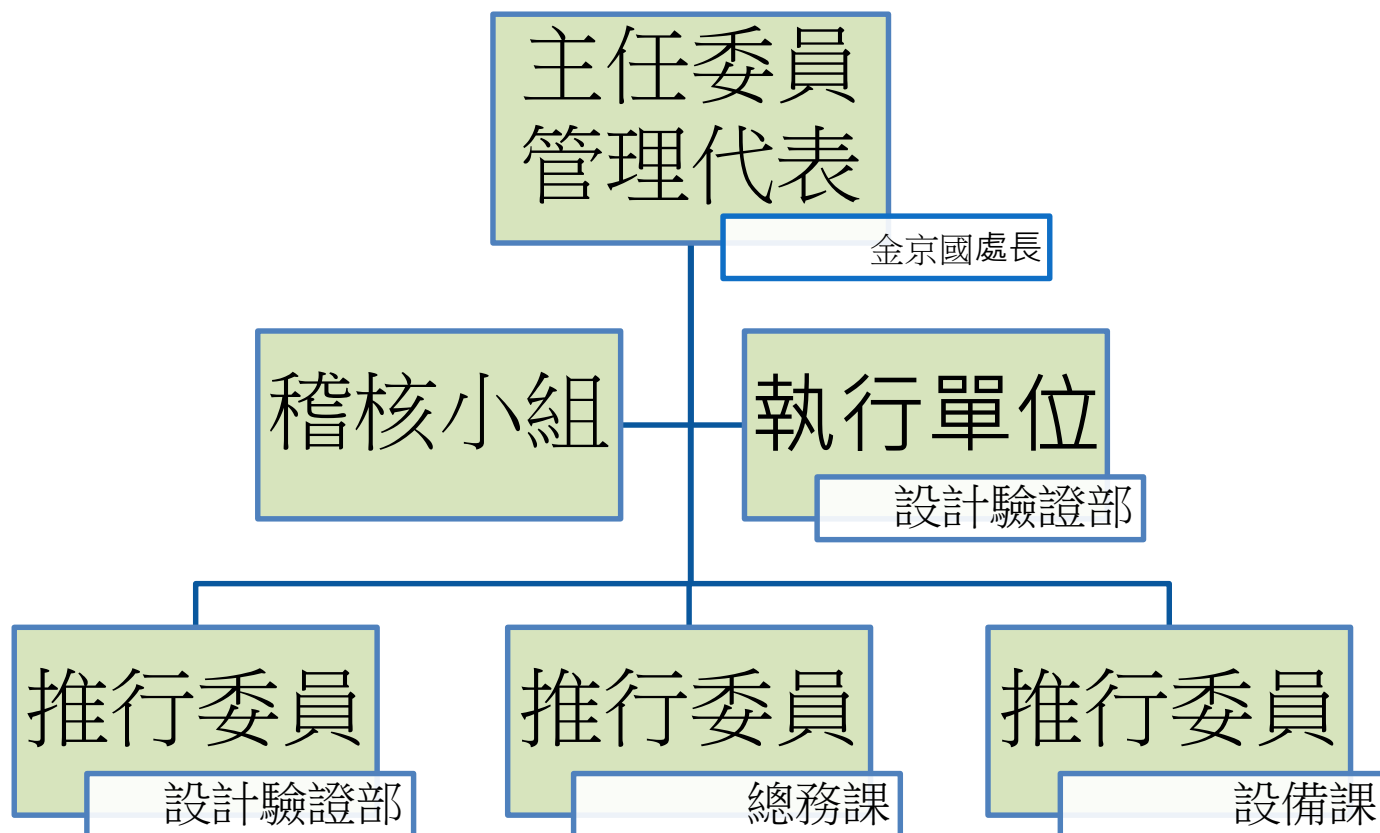 主任委員
管理代表
金京國處長
稽核小組
執行單位
設計驗證部
推行委員
設計驗證部
推行委員
總務課
推行委員
設備課